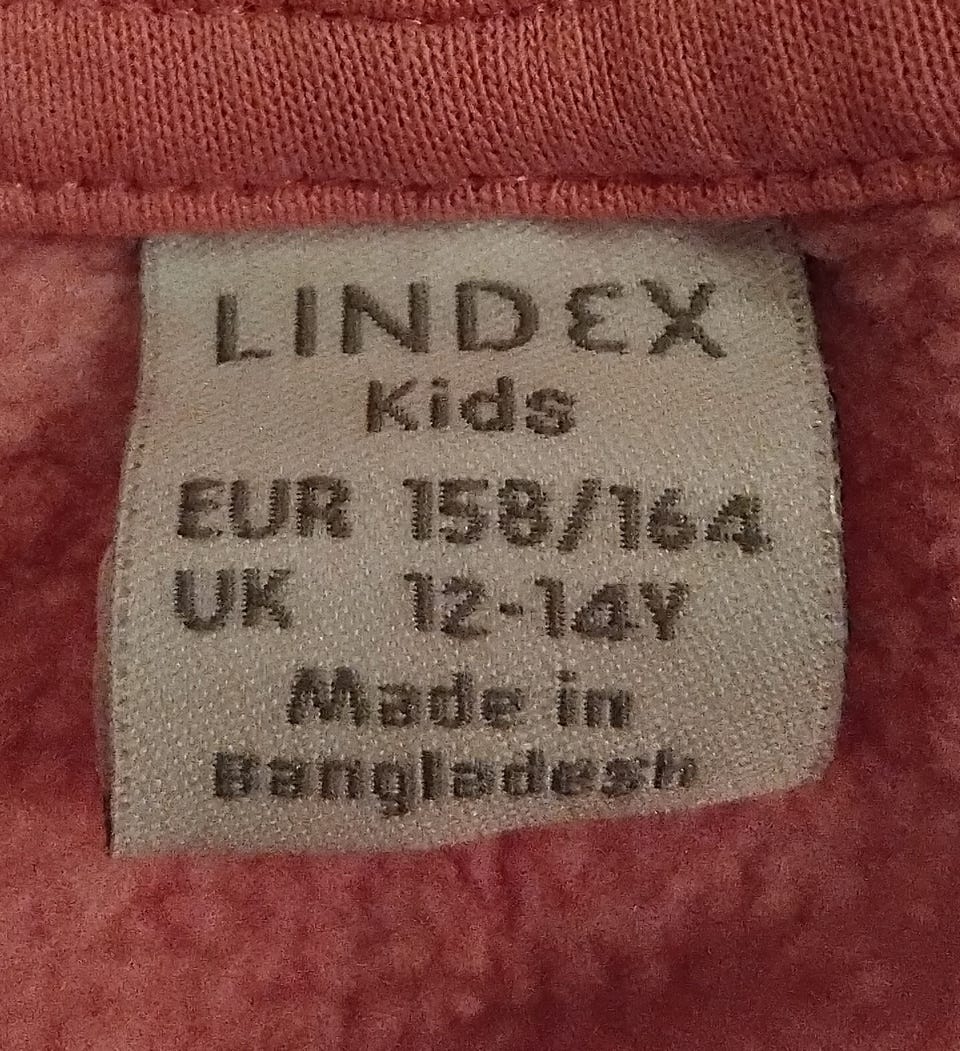 LINDEX
Kids
EUR 158/164
UK 12-14Y
Made in
Bangladesh